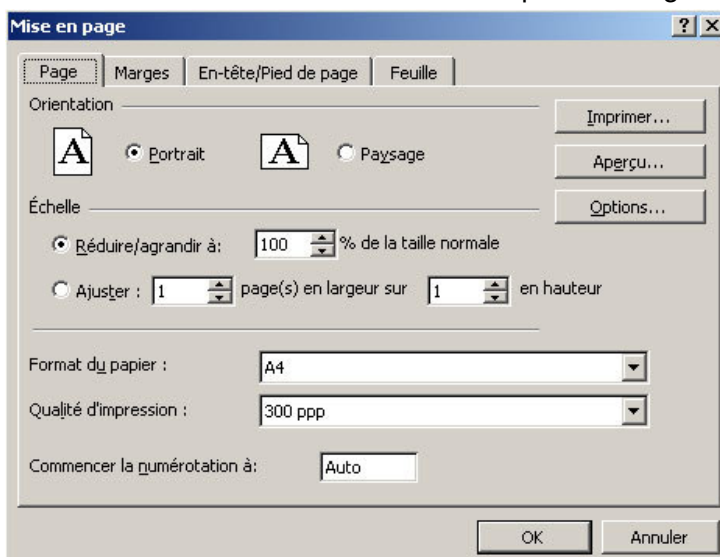 Mise en page
Page Marges En-tête/Pied de page Feuille
Orientation
A Portrait A Paysage
Imprimer...
Aperçu...
Options...
Échelle
Réduire/agrandir à: 100 % de la taille normale
Ajuster : 1 page(s) en largeur sur 1 en hauteur
Format du papier : A4
Qualité d'impression : 300 ppp
Commencer la numérotation à: Auto
OK Annuler